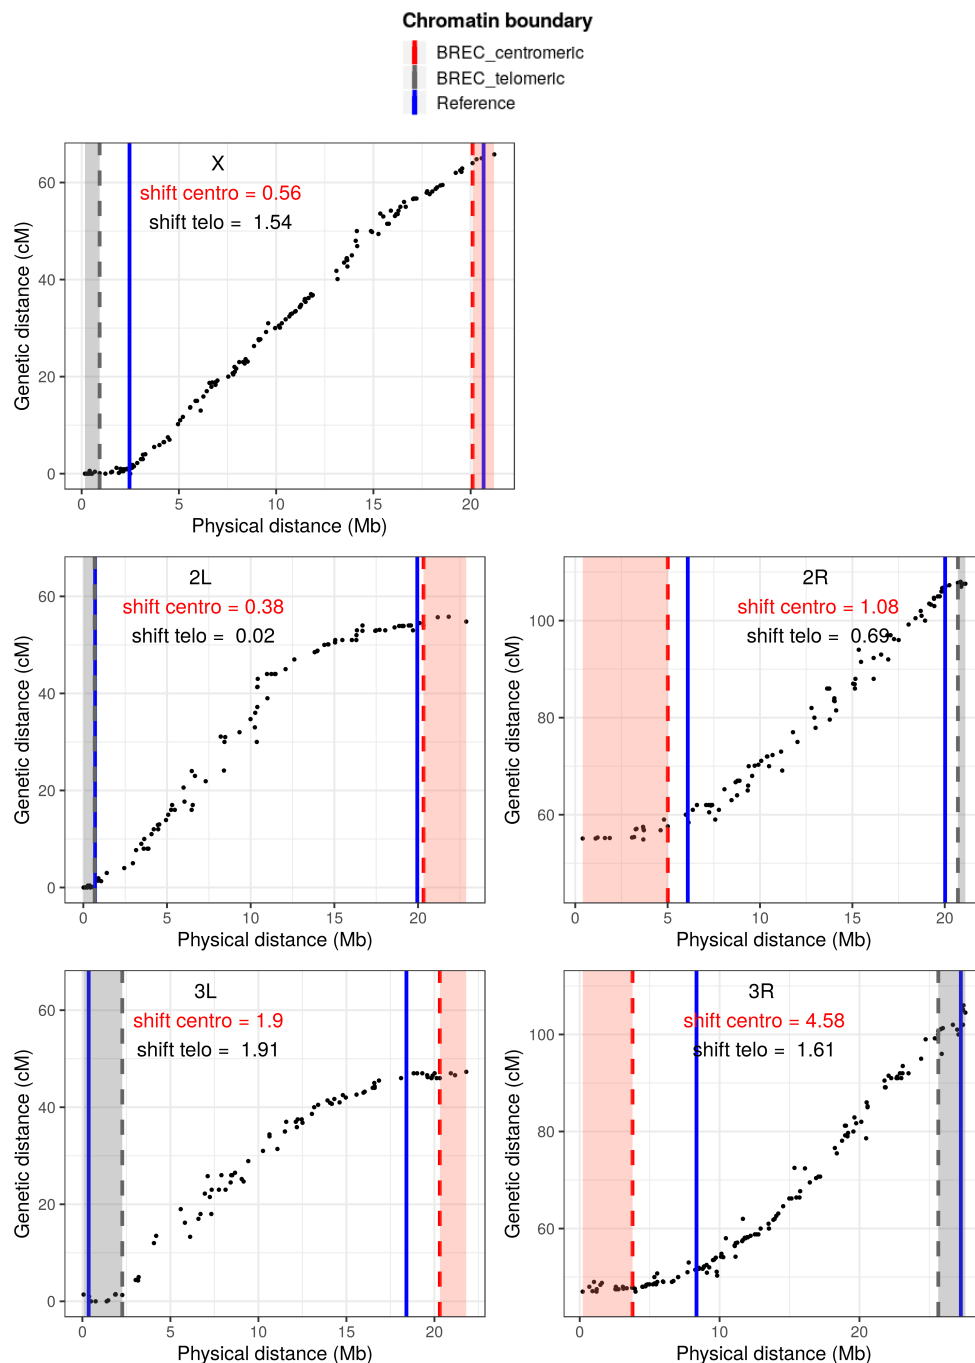 Chromatin boundary
BREC_centromeric
BREC_telomeric
Reference
X
shift centro = 0.56
shift telo = 1.54
60
40
20
0
0 5 10 15 20
Genetic distance (cM)
Physical distance (Mb)
2L
shift centro = 0.38
shift telo = 0.02
60
40
20
0
0 5 10 15 20
Genetic distance (cM)
Physical distance (Mb)
2R
shift centro = 1.08
shift telo = 0.69
100
80
60
0 5 10 15 20
Genetic distance (cM)
Physical distance (Mb)
3L
shift centro = 1.9
shift telo = 1.91
60
40
20
0
0 5 10 15 20
Genetic distance (cM)
Physical distance (Mb)
3R
shift centro = 4.58
shift telo = 1.61
100
80
60
0 10 20
Genetic distance (cM)
Physical distance (Mb)